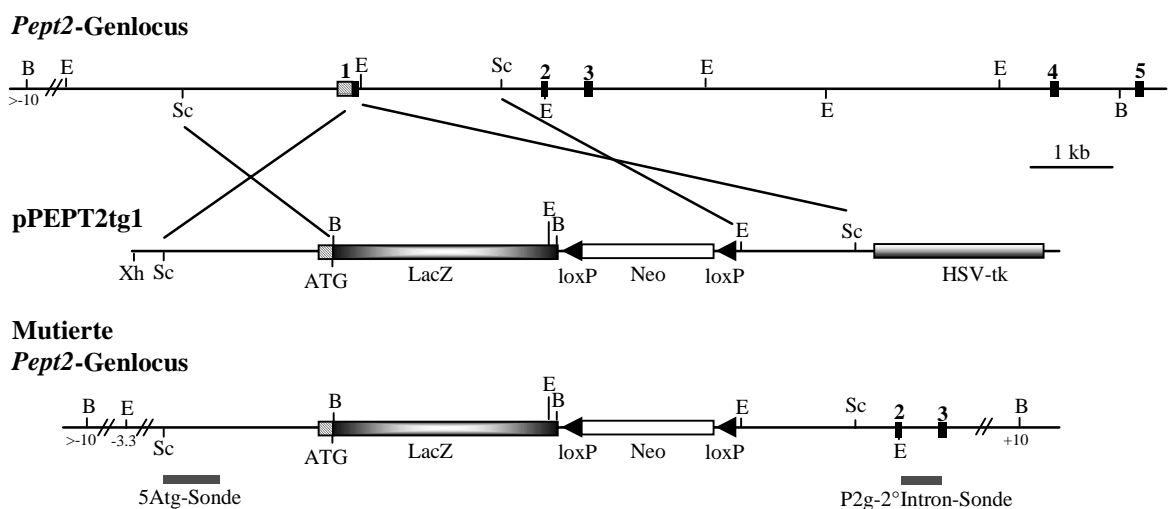 Pept2-Genlocus
B E 1 E Sc 2 3 E E 4 5
>-10 Sc E E B
1 kb
pPEPT2tg1
B E B E Sc
Xh Sc ATG LacZ loxP Neo loxP HSV-tk
Mutierte
Pept2-Genlocus
B E B E B E Sc 2 3 B
>-10 -3.3 Sc ATG LacZ loxP Neo loxP E +10
5Atg-Sonde P2g-2°Intron-Sonde